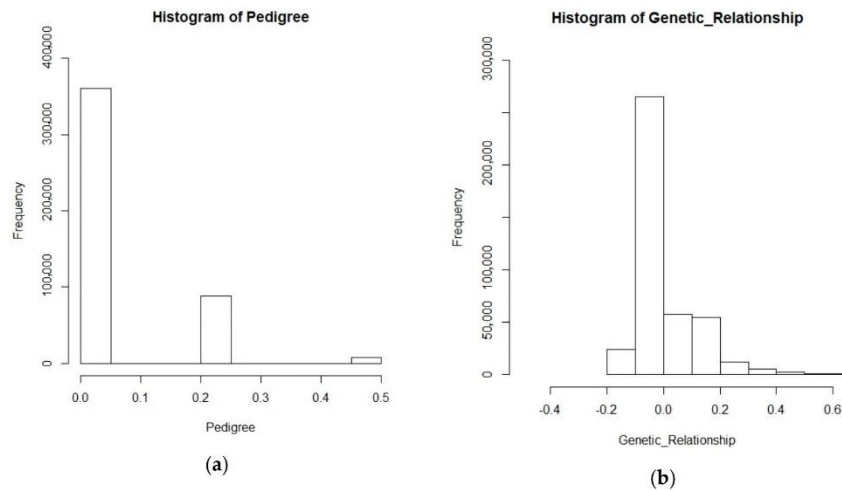 Histogram of Pedigree
Frequency
400,000
300,000
200,000
100,000
0
0.0 0.1 0.2 0.3 0.4 0.5
Pedigree
(a)
Histogram of Genetic_Relationship
Frequency
300,000
200,000
100,000
50,000
0
-0.4 -0.2 0.0 0.2 0.4 0.6
Genetic_Relationship
(b)